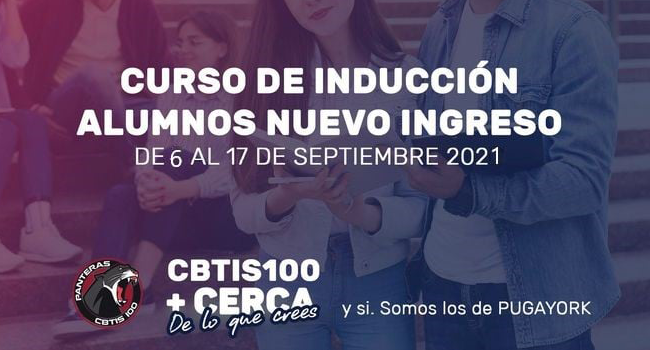 CURSO DE INDUCCIÓN
ALUMNOS NUEVO INGRESO
DE 6 AL 17 DE SEPTIEMBRE 2021
CBTIS100
+ CERCA
De lo que crees
y si. Somos los de PUGAYORK
PANTERAS
CBTIS 100